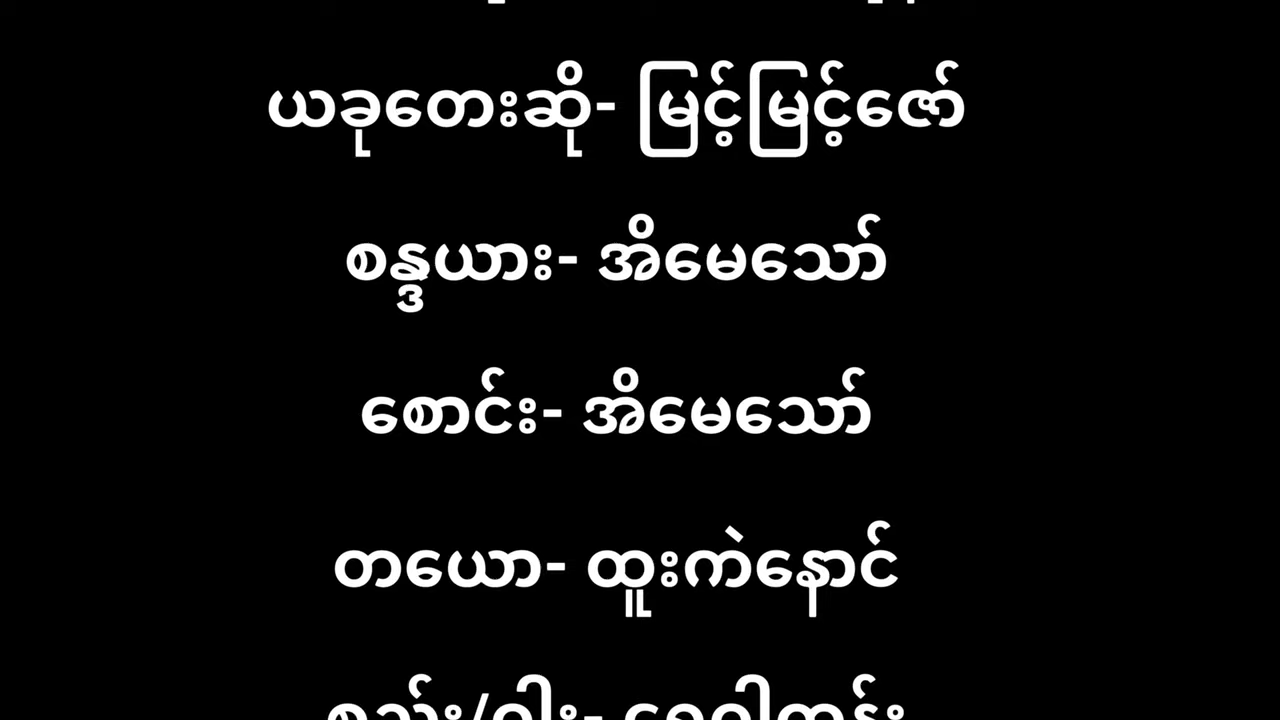 ယခုတေးဆို- မြင့်မြင့်ဇော်
စန္ဒယား- အိမေသော်
စောင်း- အိမေသော်
တယော- ထူးကဲနောင်